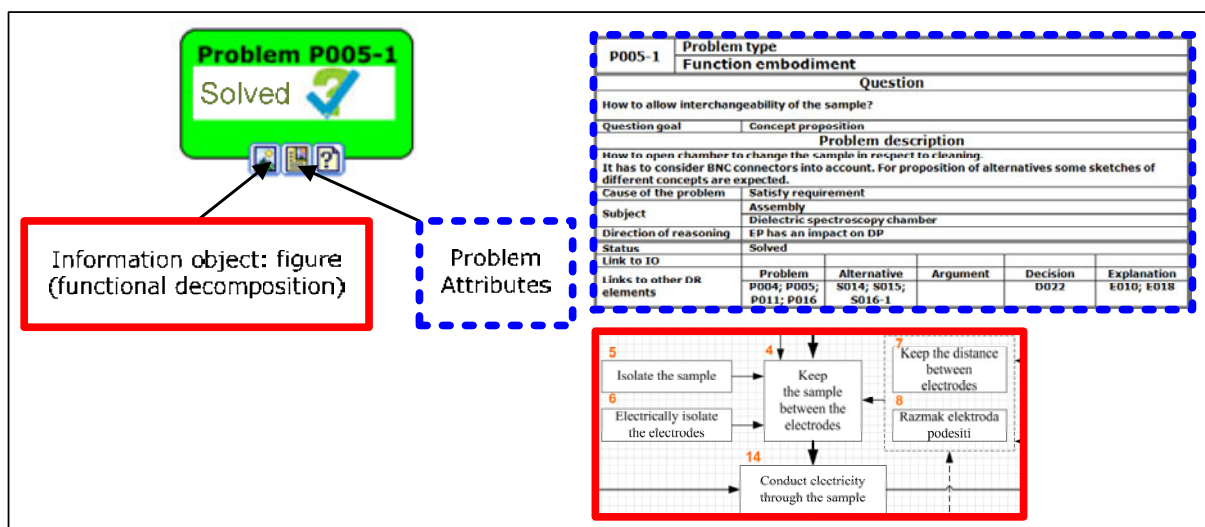 Problem P005-1
Solved
Information object: figure
(functional decomposition)
Problem
Attributes
P005-1
Problem type
Function embodiment
Question
How to allow interchangeability of the sample?
Question goal Concept proposition
Problem description
How to open chamber to change the sample in respect to cleaning.
It has to consider BNC connectors into account. For proposition of alternatives some sketches of
different concepts are expected.
Cause of the problem Satisfy requirement
Subject
Assembly
Dielectric spectroscopy chamber
Direction of reasoning EP has an impact on DP
Status Solved
Link to IO
Links to other DR
elements
Problem Alternative Argument Decision Explanation
P004; P005; S014; S015; D022 E010; E018
P011; P016 S016-1
5
Isolate the sample
6
Electrically isolate
the electrodes
4
Keep
the sample
between the
electrodes
7
Keep the distance
between
electrodes
8
Razmak elektroda
podesiti
14
Conduct electricity
through the sample